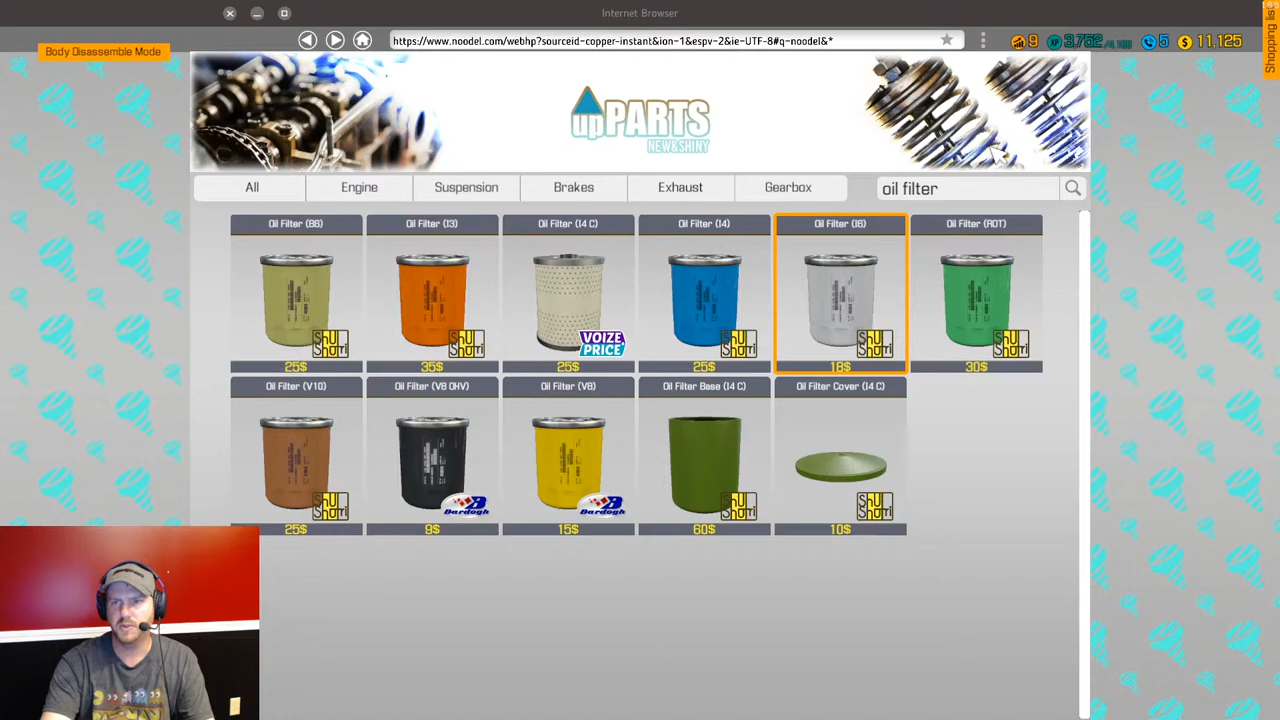 Internet Browser
Shopping list
https://www.noodel.com/webhp?sourceid-copper-instant&ion-1&espv-2&ie-UTF-8#q-noodel&*
9
5
11,125
Body Disassemble Mode
upPARTS
NEW&SHINY
All Engine Suspension Brakes Exhaust Gearbox oil filter
Oil Filter (B6) Oil Filter (I3) Oil Filter (I4 C) Oil Filter (I4) Oil Filter (I6) Oil Filter (ROT)
VOIZE
PRICE
25$ 35$ 25$ 25$ 18$ 30$
Oil Filter (V10) Oil Filter (V8 OHV) Oil Filter (V8) Oil Filter Base (I4 C) Oil Filter Cover (I4 C)
Bardogh Bardogh
25$ 9$ 15$ 60$ 10$